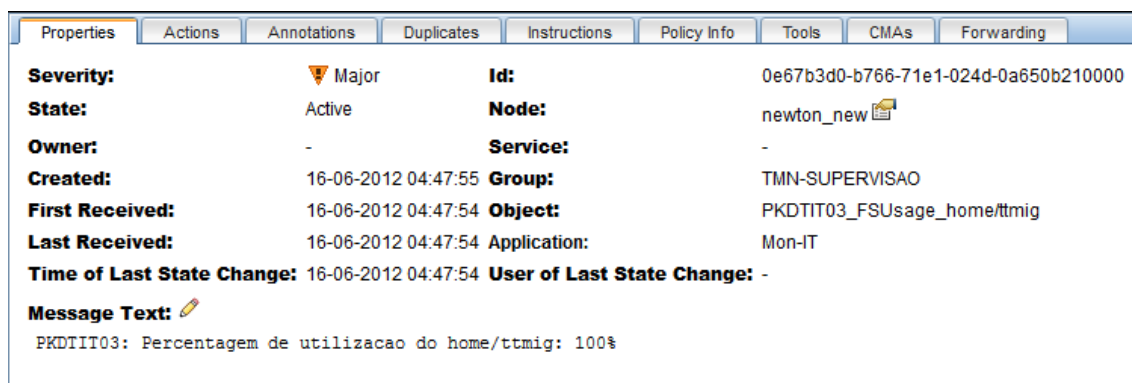 Properties Actions Annotations Duplicates Instructions Policy Info Tools CMAs Forwarding
Severity: Major Id: 0e67b3d0-b766-71e1-024d-0a650b210000
State: Active Node: newton_new
Owner: - Service: -
Created: 16-06-2012 04:47:55 Group: TMN-SUPERVISAO
First Received: 16-06-2012 04:47:54 Object: PKDTIT03_FSUsage_home/ttmig
Last Received: 16-06-2012 04:47:54 Application: Mon-IT
Time of Last State Change: 16-06-2012 04:47:54 User of Last State Change: -
Message Text:
PKDTIT03: Percentagem de utilizacao do home/ttmig: 100%